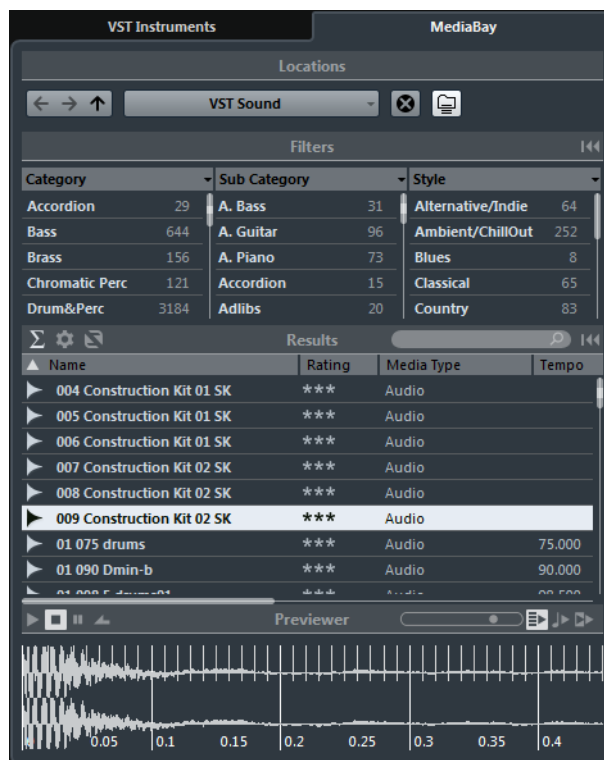 VST Instruments MediaBay
Locations
VST Sound
Filters
Category Sub Category Style
Accordion 29 A. Bass 31 Alternative/Indie 64
Bass 644 A. Guitar 96 Ambient/ChillOut 252
Brass 156 A. Piano 73 Blues 8
Chromatic Perc 121 Accordion 15 Classical 65
Drum&Perc 3184 Adlibs 20 Country 83
Results
Name Rating Media Type Tempo
004 Construction Kit 01 SK *** Audio
005 Construction Kit 01 SK *** Audio
006 Construction Kit 01 SK *** Audio
007 Construction Kit 02 SK *** Audio
008 Construction Kit 02 SK *** Audio
009 Construction Kit 02 SK *** Audio
01 075 drums *** Audio 75.000
01 090 Dmin-b *** Audio 90.000
Previewer
0.05 0.1 0.15 0.2 0.25 0.3 0.35 0.4